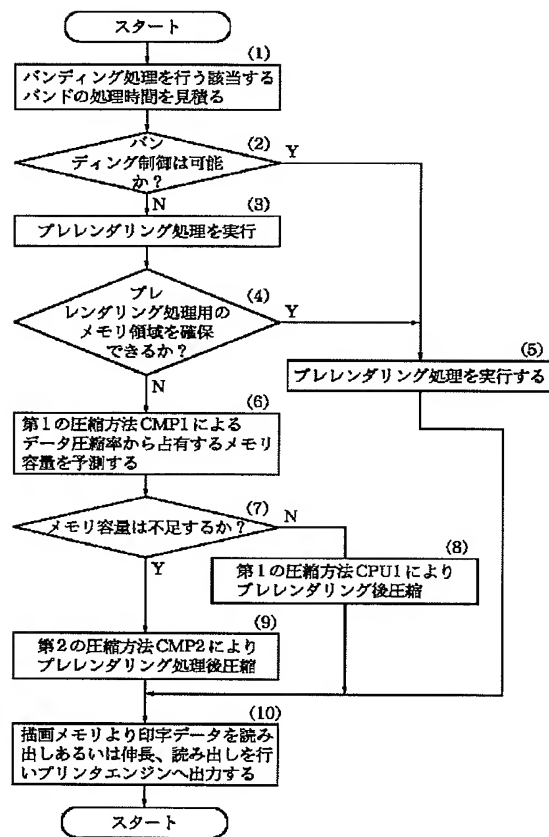 スタート
(1)
バンディング処理を行う該当する
バンドの処理時間を見積る
(2)
バン
ディング制御は可能
か？
Y
N
(3)
プレレンダリング処理を実行
プレ
(4)
レンダリング処理用の
メモリ領域を確保
できるか？
Y
N
(5)
プレレンダリング処理を実行する
(6)
第1の圧縮方法CMP1による
データ圧縮率から占有するメモリ
容量を予測する
(7)
メモリ容量は不足するか？
N
Y
(8)
第1の圧縮方法CPU1により
プレレンダリング後圧縮
(9)
第2の圧縮方法CMP2により
プレレンダリング処理後圧縮
(10)
描画メモリより印字データを読み
出しあるいは伸長、読み出しを行
いプリンタエンジンへ出力する
スタート